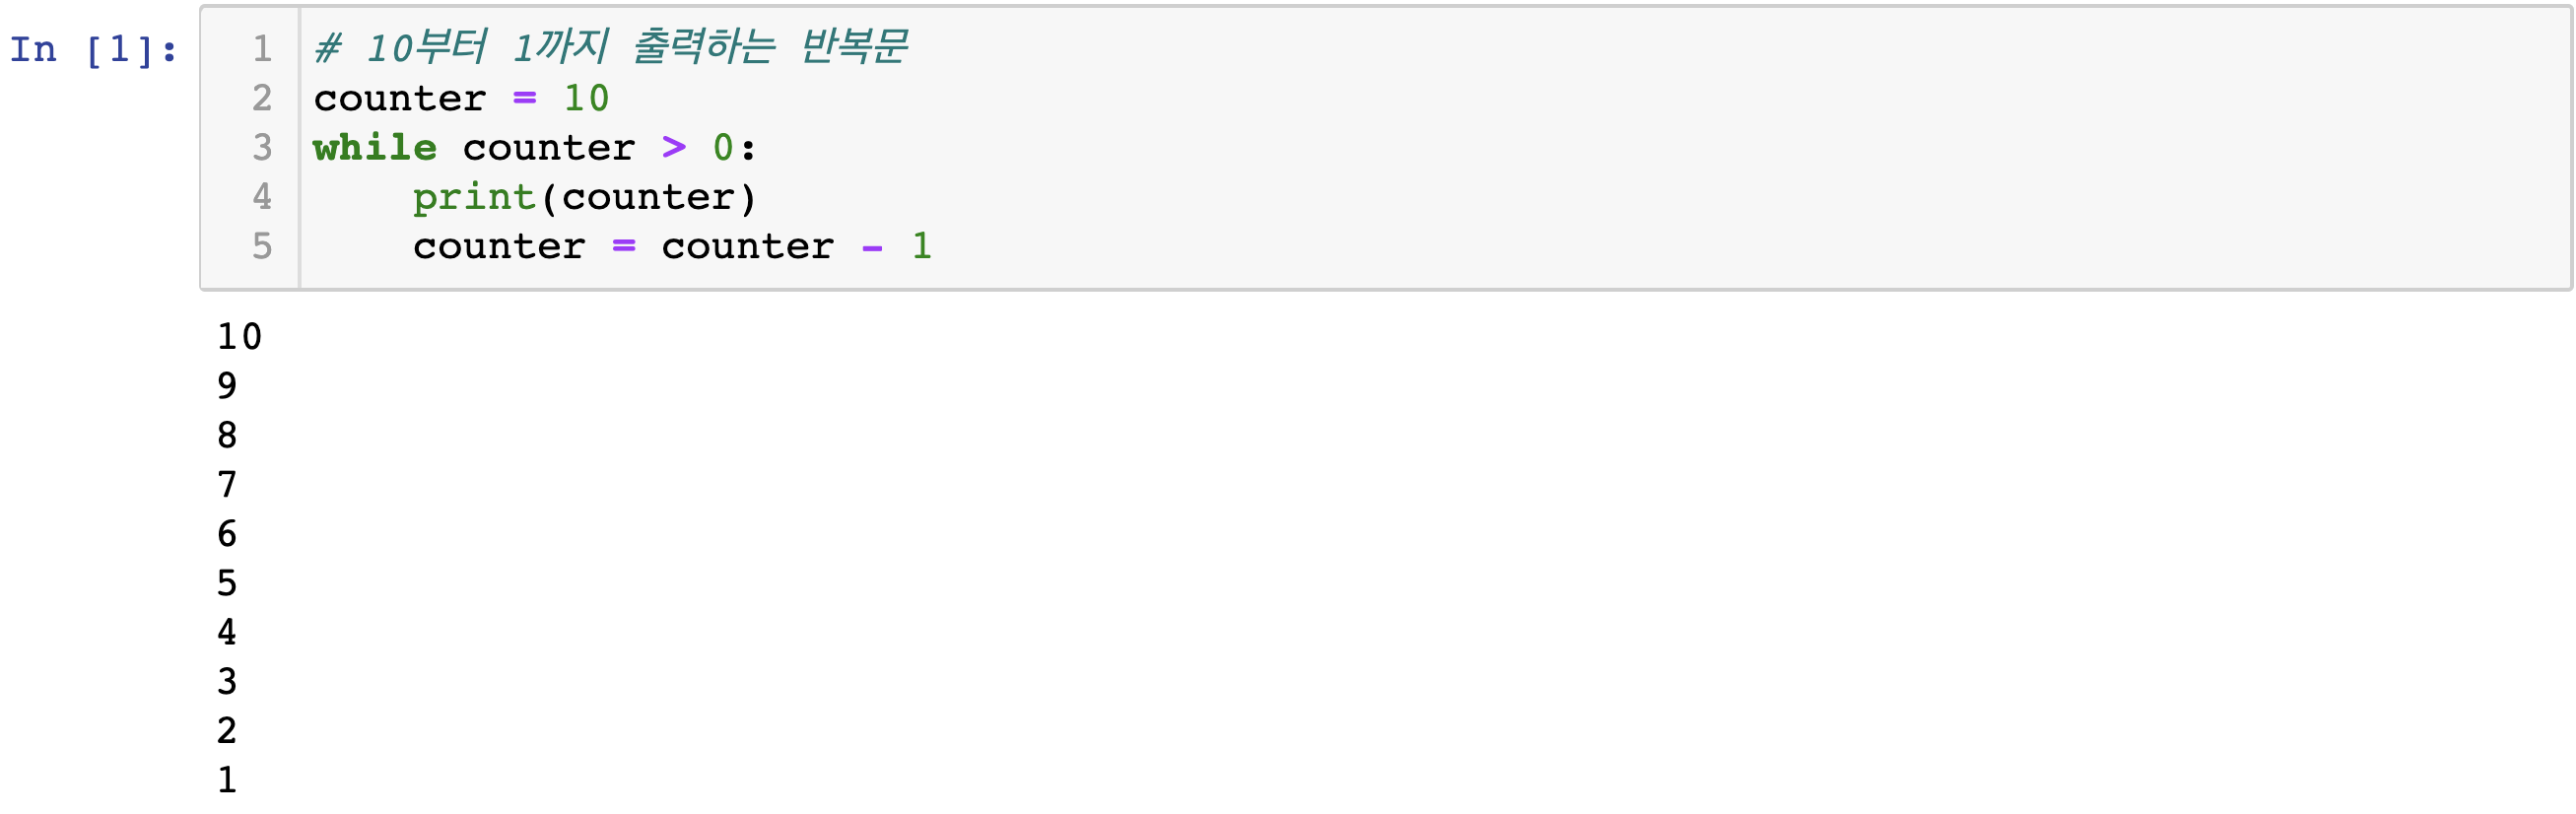 In [1]:
1 # 10부터 1까지 출력하는 반복문
2 counter = 10
3 while counter > 0:
4     print(counter)
5     counter = counter - 1
10
9
8
7
6
5
4
3
2
1